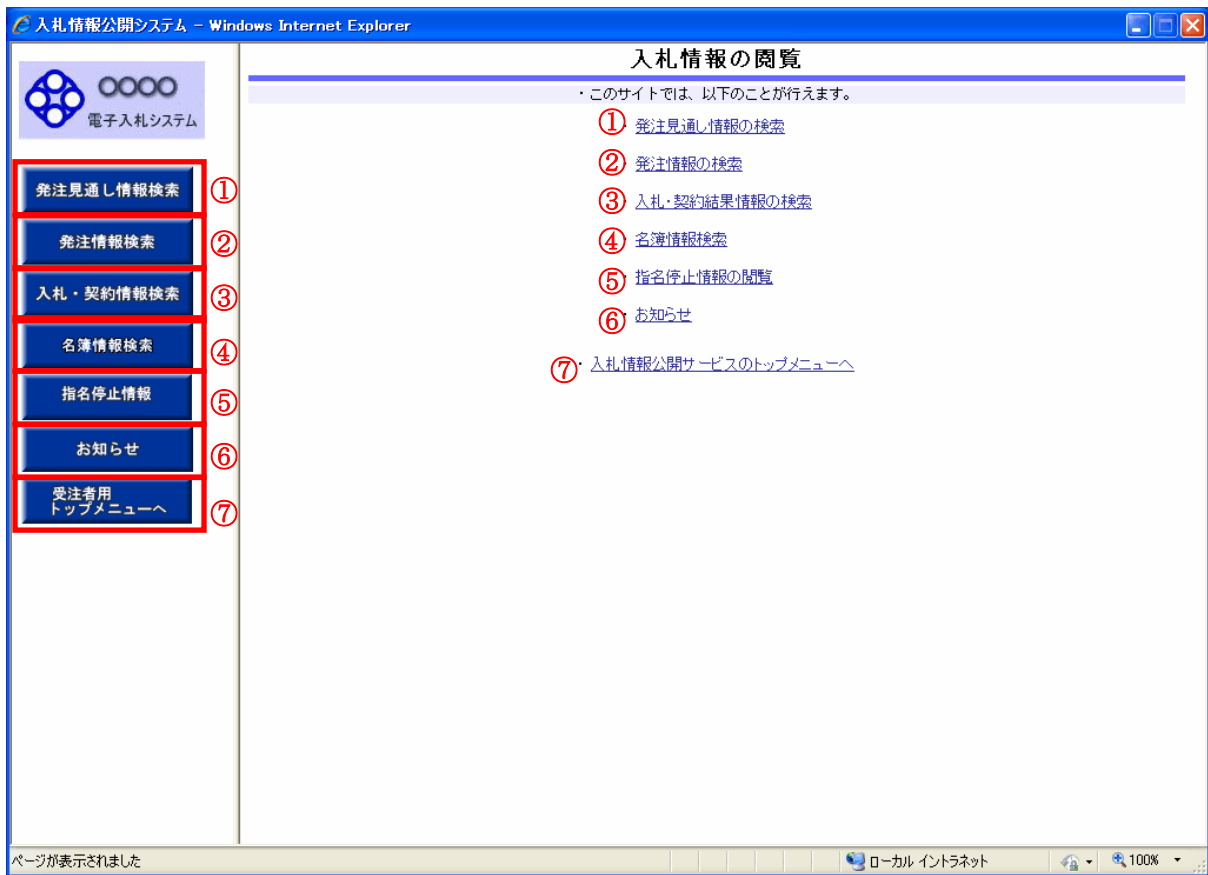 入札情報公開システム - Windows Internet Explorer
〇〇〇〇
電子入札システム
発注見通し情報検索 ①
発注情報検索 ②
入札・契約情報検索 ③
名簿情報検索 ④
指名停止情報 ⑤
お知らせ ⑥
受注者用
トップメニューへ ⑦
入札情報の閲覧
・このサイトでは、以下のことが行えます。
①・発注見通し情報の検索
②・発注情報の検索
③・入札・契約結果情報の検索
④・名簿情報検索
⑤・指名停止情報の閲覧
⑥・お知らせ
⑦・入札情報公開サービスのトップメニューへ
ページが表示されました
ローカル イントラネット
100%